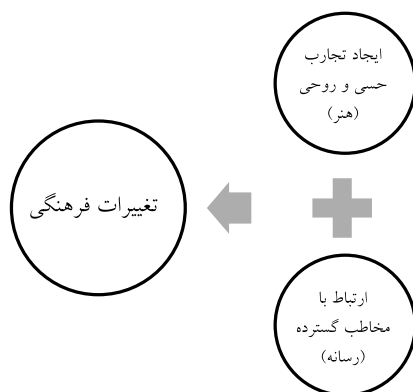 ایجاد تجارب
حسی و روحی
(هنر)
تغییرات فرهنگی
ارتباط با
مخاطب گسترده
(رسانه)